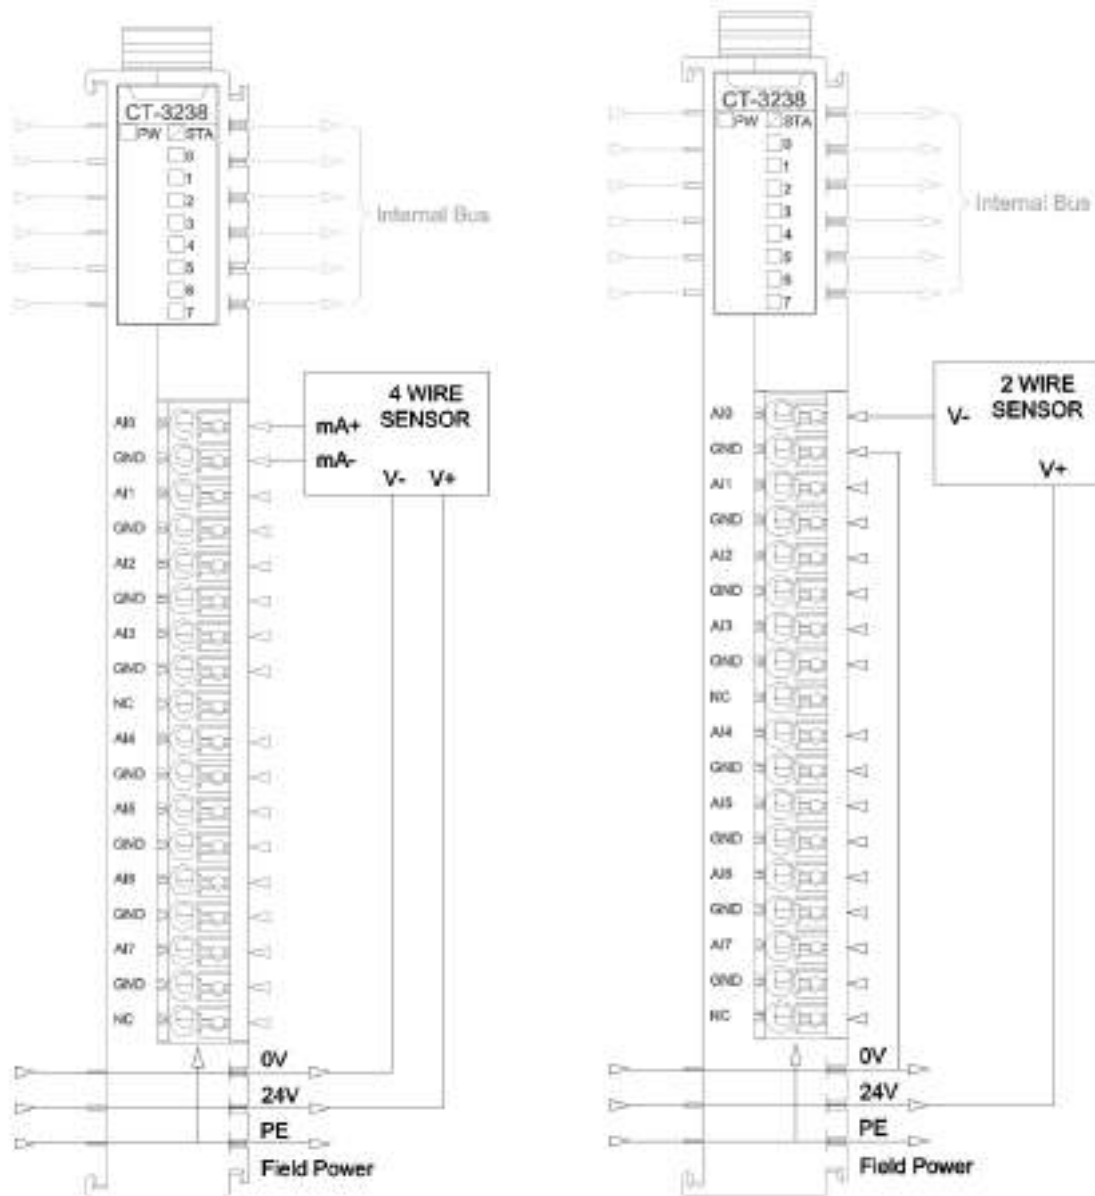 CT-3238
PW STA
0
1
2
3
4
5
6
7
Internal Bus
4 WIRE
SENSOR
mA+
mA-
V- V+
AI0
GND
AI1
GND
AI2
GND
AI3
GND
NC
AI4
GND
AI5
GND
AI6
GND
AI7
GND
NC
0V
24V
PE
Field Power
CT-3238
PW STA
0
1
2
3
4
5
6
7
Internal Bus
2 WIRE
SENSOR
V-
V+
AI0
GND
AI1
GND
AI2
GND
AI3
GND
NC
AI4
GND
AI5
GND
AI6
GND
AI7
GND
NC
0V
24V
PE
Field Power